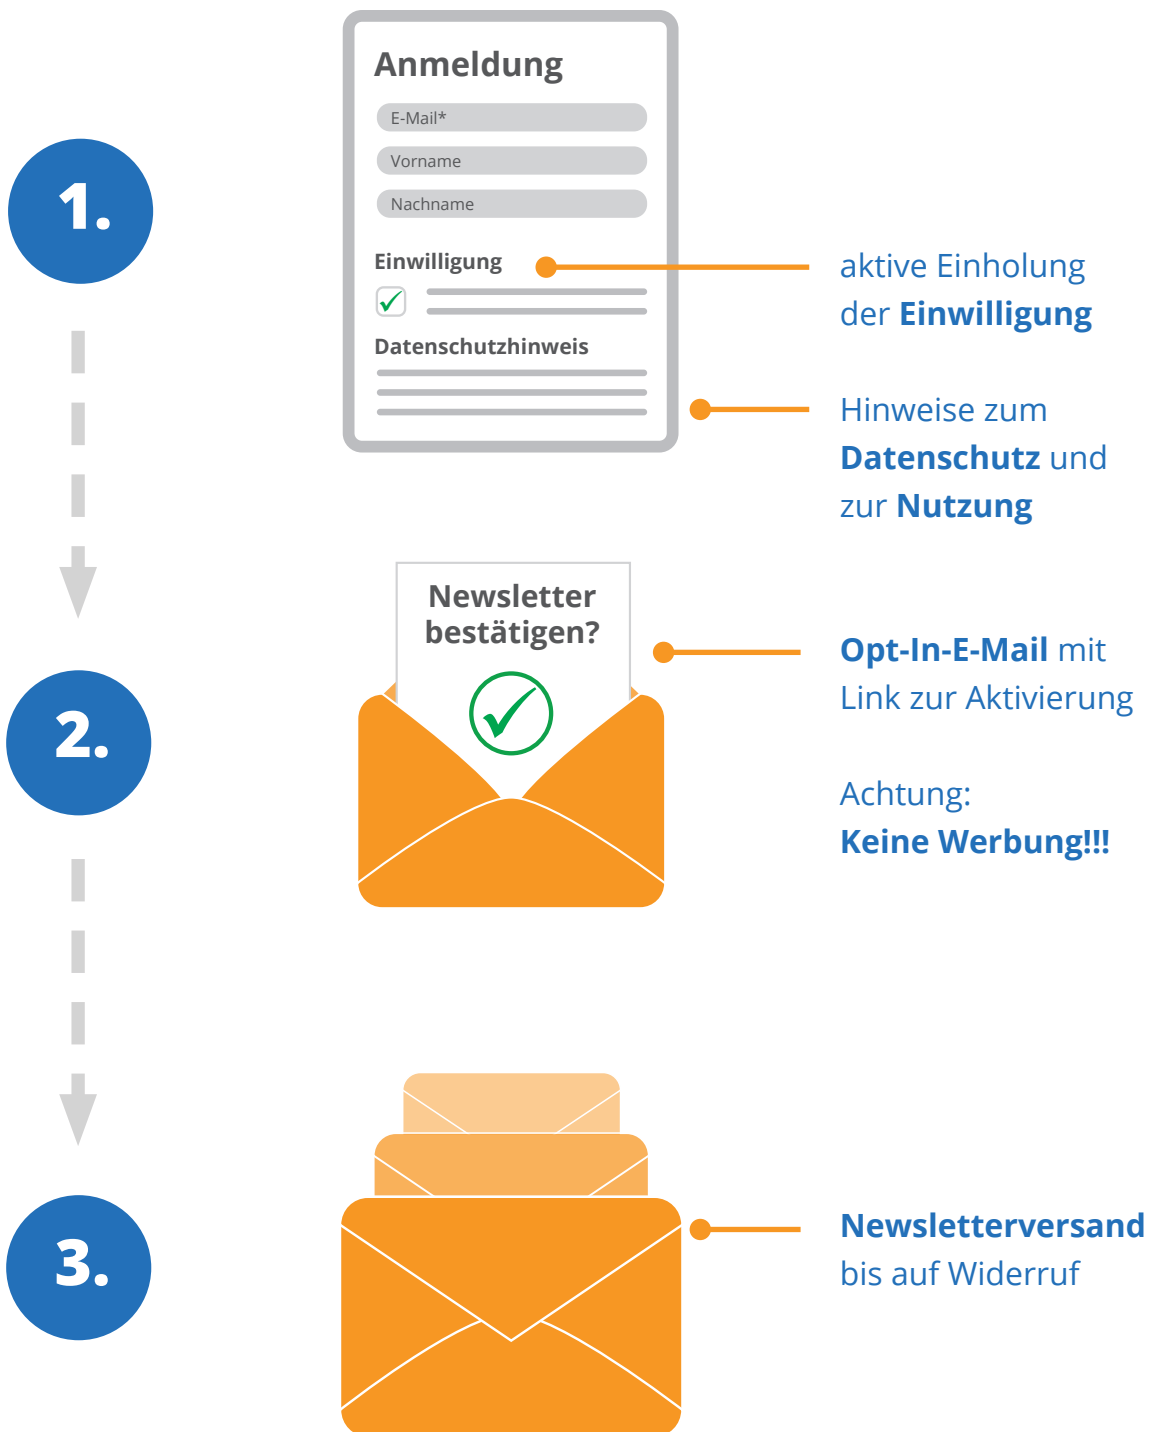 1.
Anmeldung
E-Mail*
Vorname
Nachname
Einwilligung
Datenschutzhinweis
aktive Einholung
der Einwilligung
Hinweise zum
Datenschutz und
zur Nutzung
2.
Newsletter
bestätigen?
Opt-In-E-Mail mit
Link zur Aktivierung
Achtung:
Keine Werbung!!!
3.
Newsletterversand
bis auf Widerruf